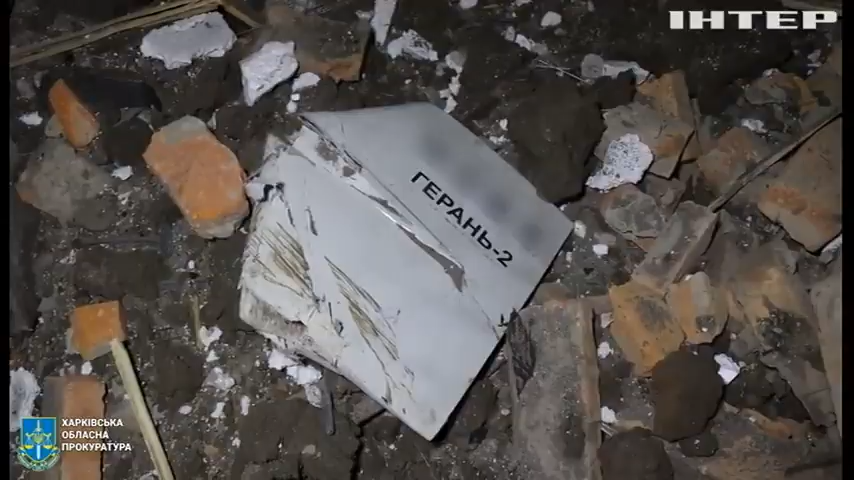 ІНТЕР
ГЕРАНЬ-2
ХАРКІВСЬКА
ОБЛАСНА
ПРОКУРАТУРА